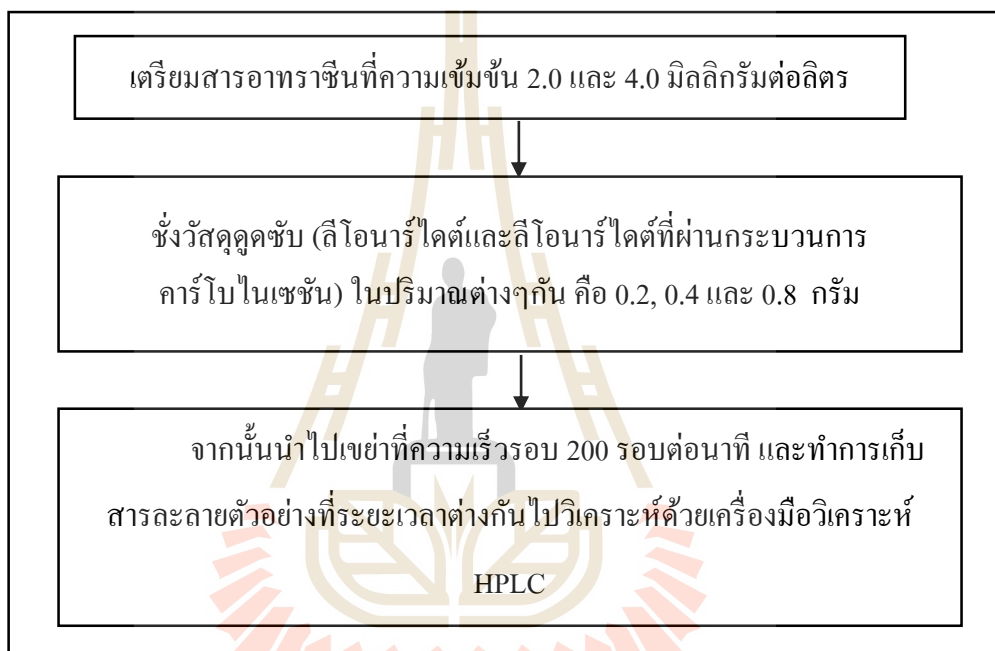 เตรียมสารอาทราซีนที่ความเข้มข้น 2.0 และ 4.0 มิลลิกรัมต่อลิตร
ชั่งวัสดุดูดซับ (ลีโอนาร์ไดต์และลีโอนาร์ไดต์ที่ผ่านกระบวนการ
คาร์โบไนเซชัน) ในปริมาณต่างๆกัน คือ 0.2, 0.4 และ 0.8 กรัม
จากนั้นนำไปเขย่าที่ความเร็วรอบ 200 รอบต่อนาที และทำการเก็บ
สารละลายตัวอย่างที่ระยะเวลาต่างกันไปวิเคราะห์ด้วยเครื่องมือวิเคราะห์
HPLC